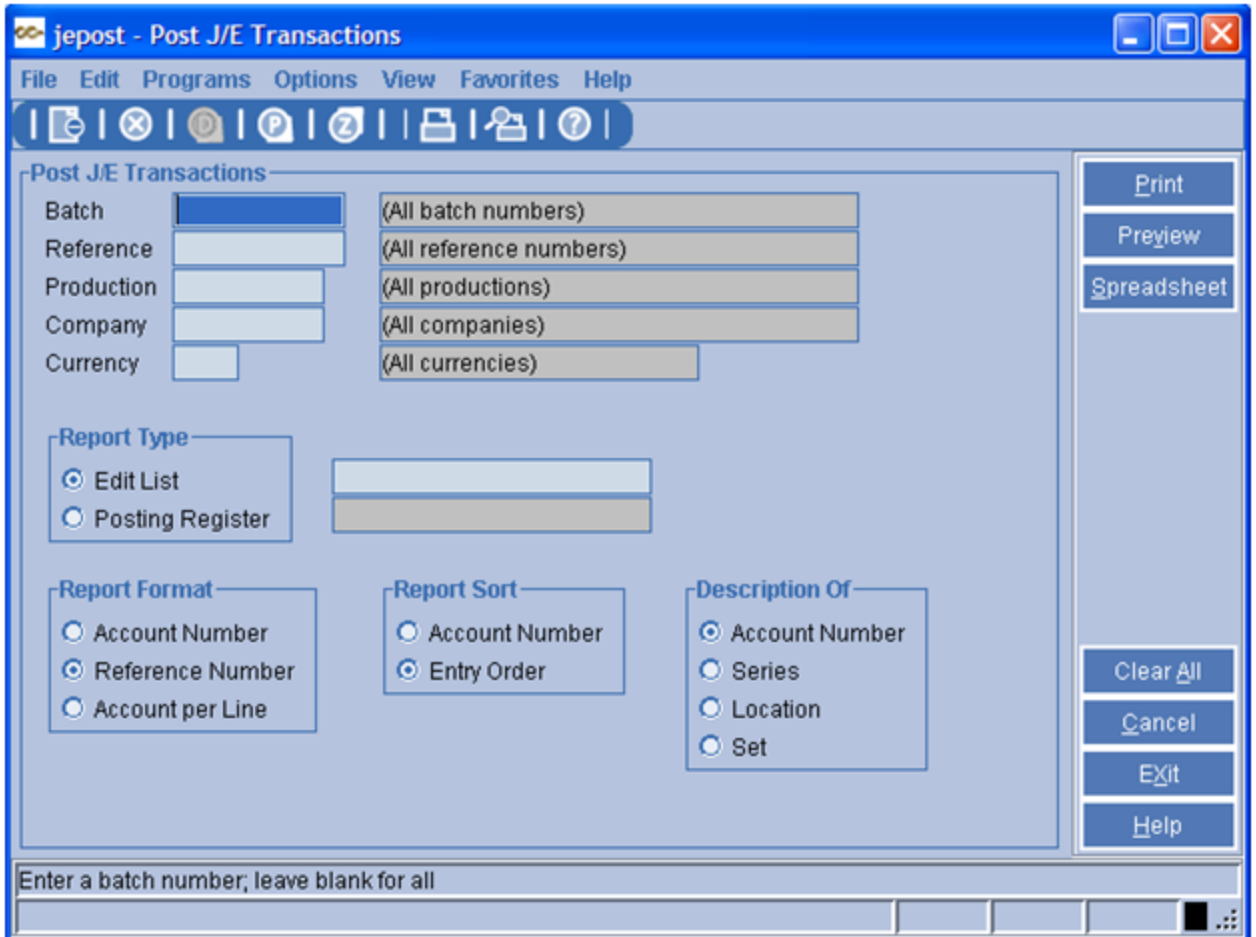 jepost - Post J/E Transactions
File Edit Programs Options View Favorites Help
D P Z ?
Post J/E Transactions
Batch (All batch numbers)
Reference (All reference numbers)
Production (All productions)
Company (All companies)
Currency (All currencies)
Report Type
Edit List
Posting Register
Report Format
Account Number
Reference Number
Account per Line
Report Sort
Account Number
Entry Order
Description Of
Account Number
Series
Location
Set
Print
Preview
Spreadsheet
Clear All
Cancel
EXit
Help
Enter a batch number; leave blank for all